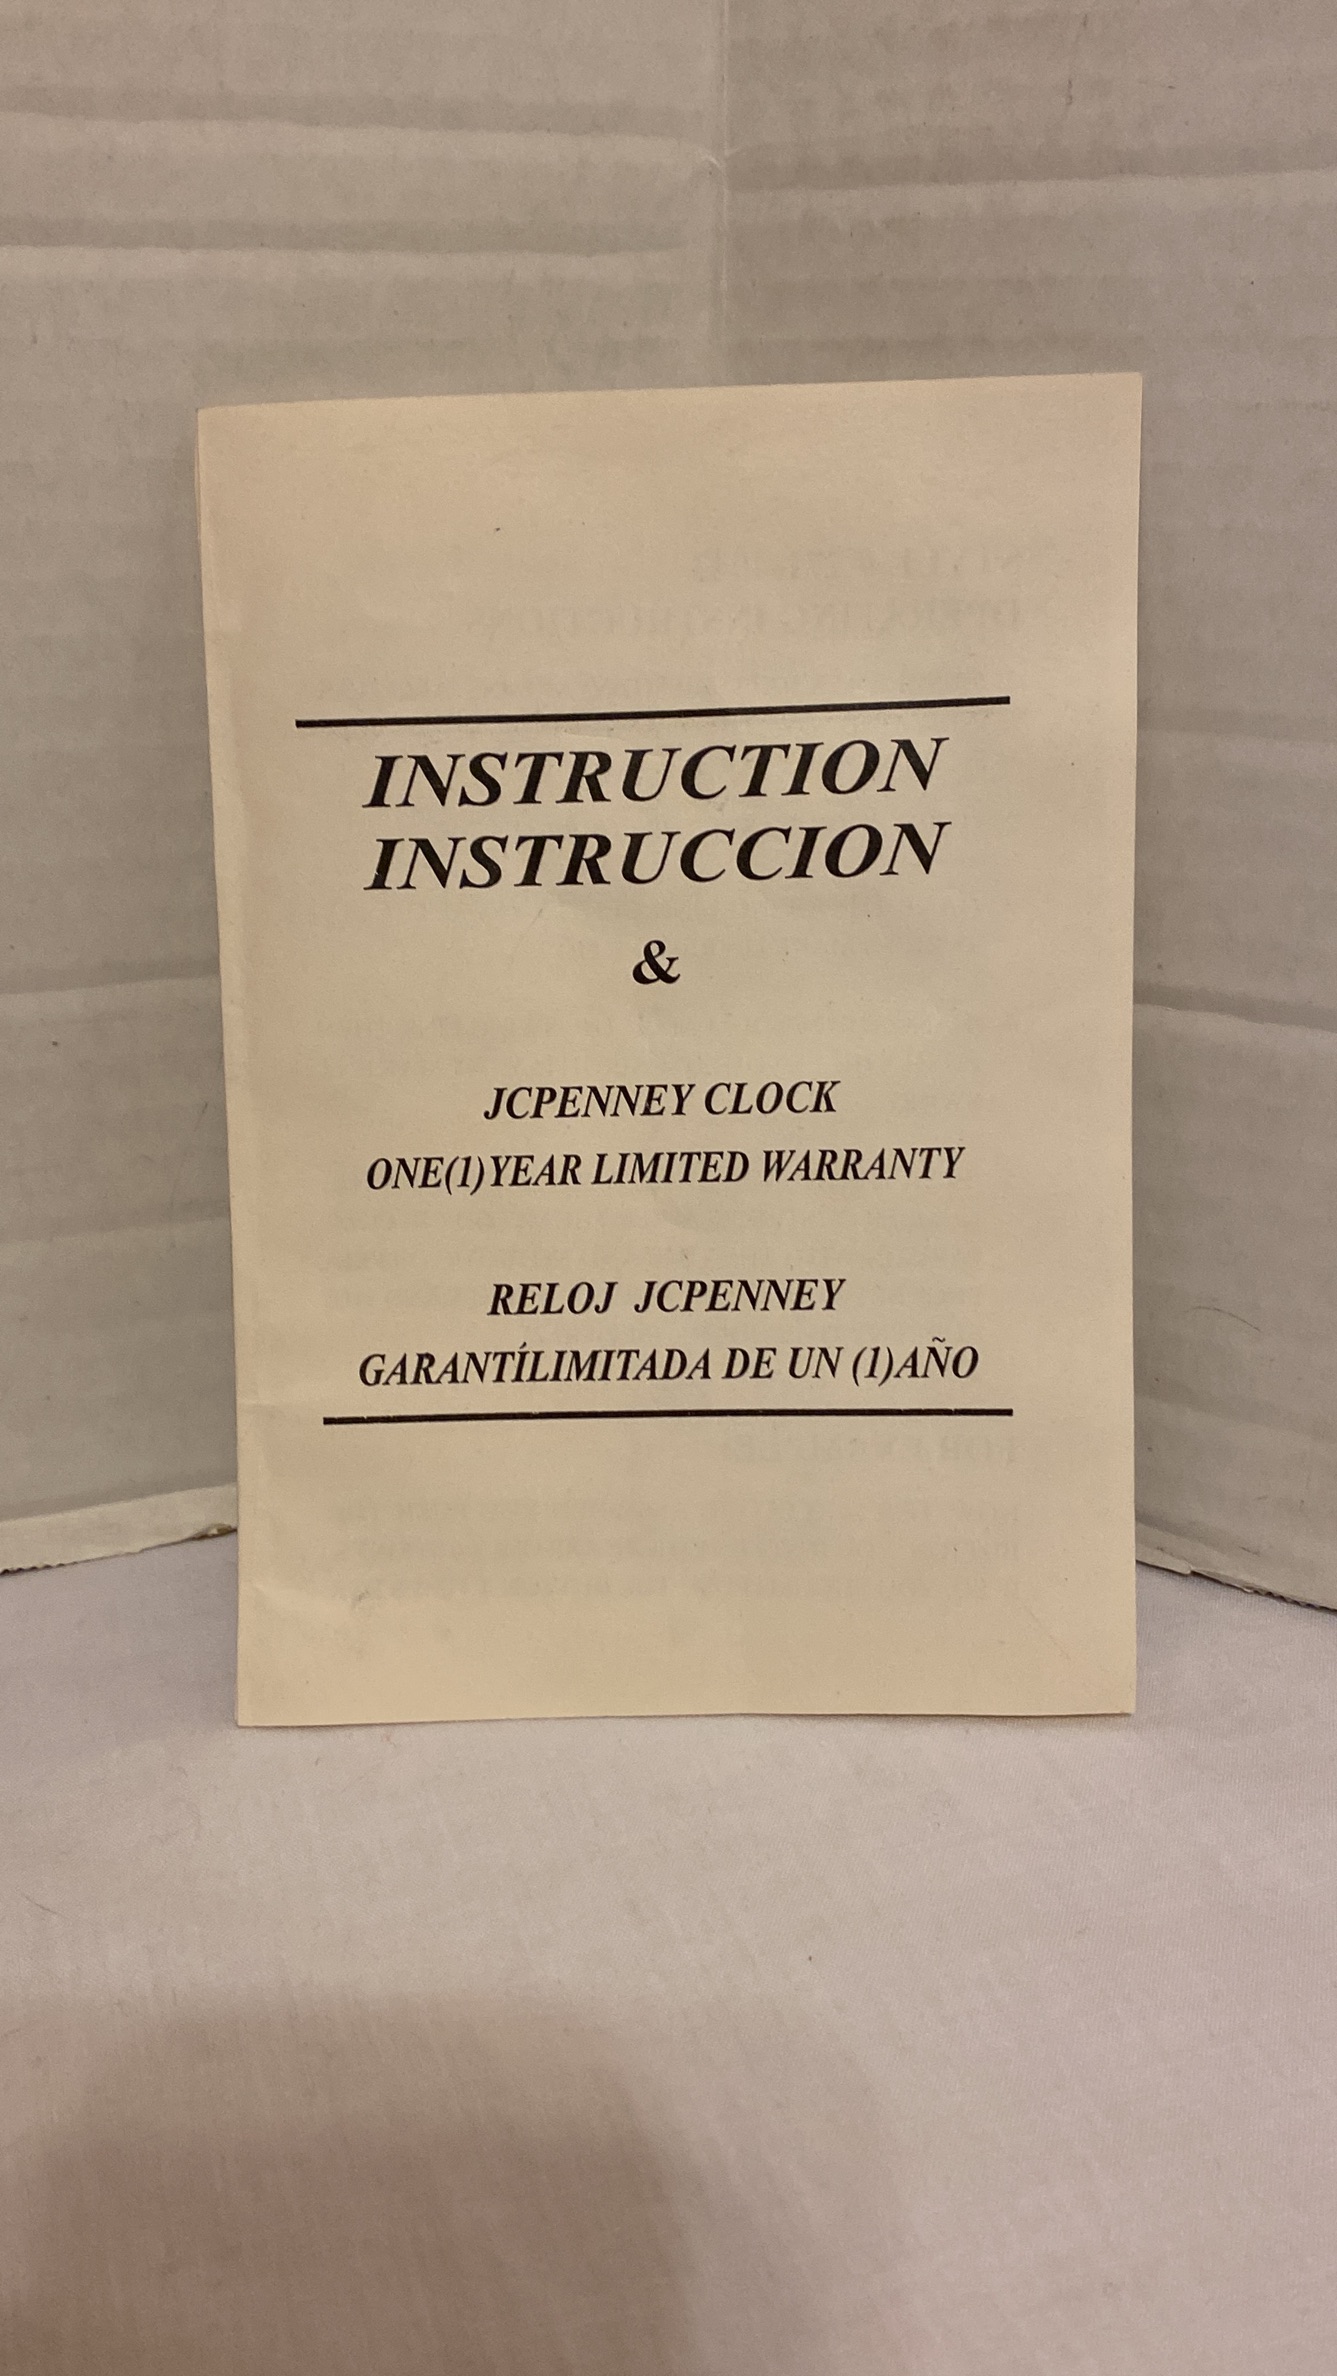 INSTRUCTION
INSTRUCCION
&
JCPENNEY CLOCK
ONE(1)YEAR LIMITED WARRANTY
RELOJ JCPENNEY
GARANTÍLIMITADA DE UN (1)AÑO